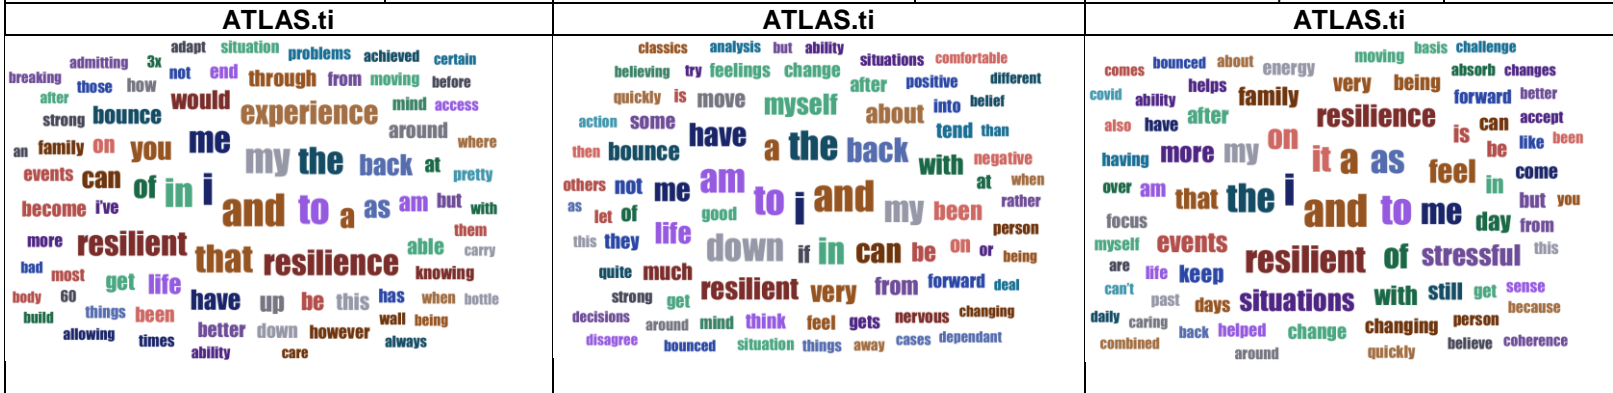 ATLAS.ti
adapt situation problems achieved certain
admitting 3x
breaking those how not end through from moving before
after would experience mind access
strong bounce around
an family on you me my the back at where
events can of in i pretty
become i've and to a as am but with
them
more resilient that resilience able carry
bad most get life knowing
body 60 have up be this has when bottle
build things been wall being
allowing times better down however always
ability care
ATLAS.ti
classics analysis but ability situations comfortable
believing try feelings change after positive different
quickly is move myself about into belief
action some have tend than
then bounce a the back with negative
others not me am at when
as let of good to i and my been rather
this they life down if in can be on or person
being
quite much
strong get resilient very from forward deal
decisions around mind think feel gets nervous changing
disagree bounced situation things away cases dependant
ATLAS.ti
comes bounced about energy moving basis challenge
covid ability helps family very being absorb changes
forward better
also have after on resilience is can accept
having more my it a as be like been
over am that the i feel in come
focus and to me day but you
from
myself events resilient of stressful this
are life keep
can't past days situations with still get sense
daily caring because
combined back helped change changing person
around quickly believe coherence